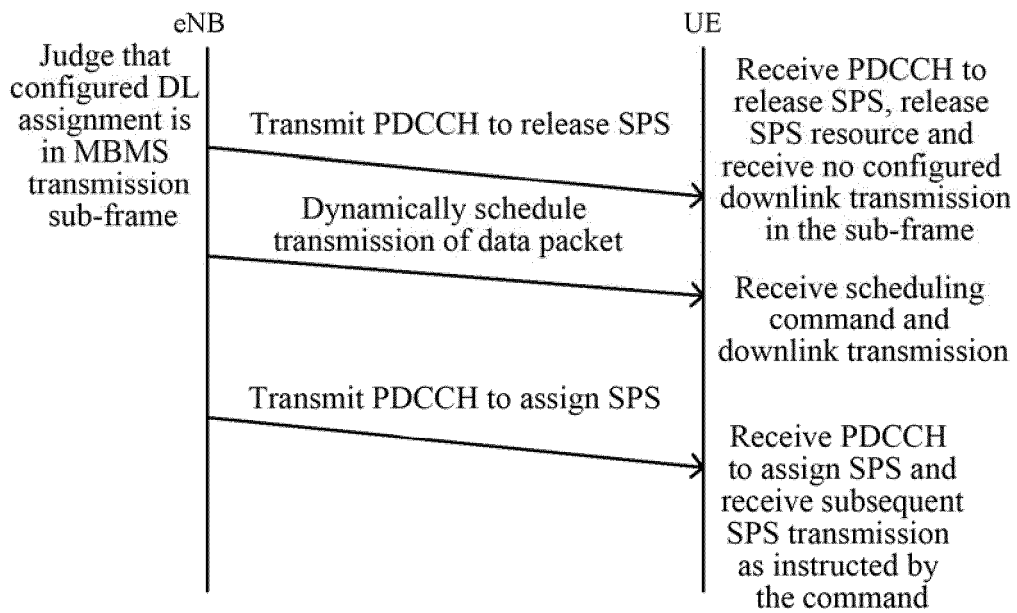 eNB
UE
Judge that
configured DL
assignment is
in MBMS
transmission
sub-frame
Transmit PDCCH to release SPS
Receive PDCCH to
release SPS, release
SPS resource and
receive no configured
downlink transmission
in the sub-frame
Dynamically schedule
transmission of data packet
Receive scheduling
command and
downlink transmission
Transmit PDCCH to assign SPS
Receive PDCCH
to assign SPS and
receive subsequent
SPS transmission
as instructed by
the command